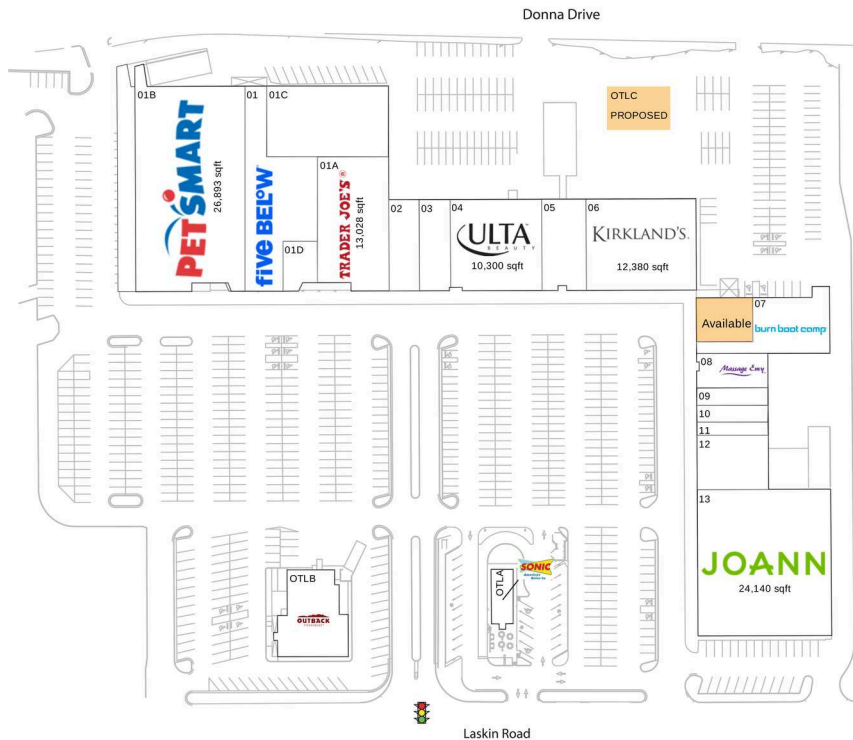 Donna Drive
01B
01
01C
OTLC
PROPOSED
PETSMART
26,893 sqft
five BELOW
01A
TRADER JOE'S®
13,028 sqft
01D
02
03
04
ULTA
BEAUTY
10,300 sqft
05
06
KIRKLAND'S.
12,380 sqft
Available
07
burn boot camp
08
Massage Envy
09
10
11
12
13
JOANN
24,140 sqft
OTLB
OUTBACK
OTLA
SONIC
Laskin Road